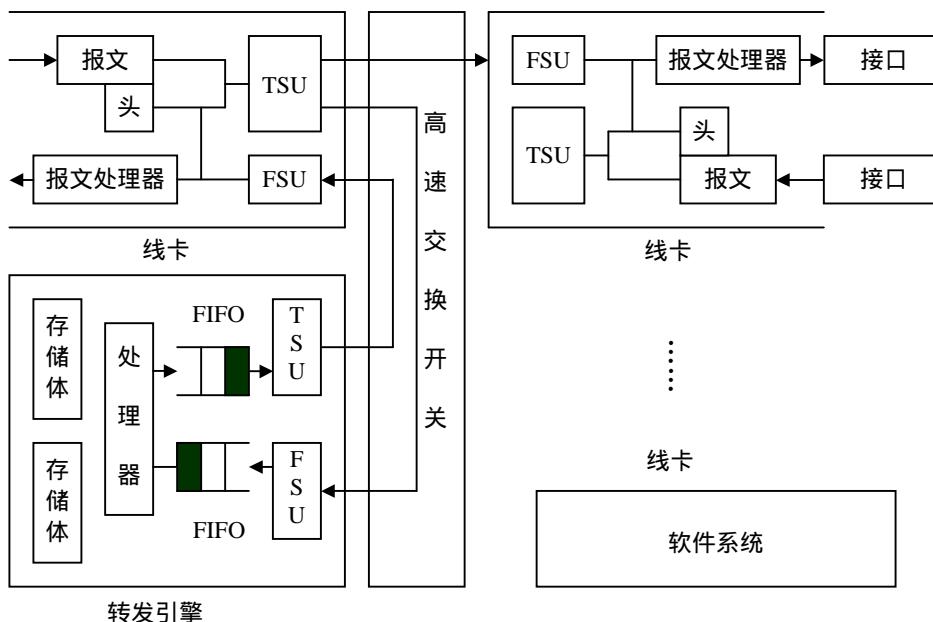 报文
头
TSU
报文处理器
FSU
线卡
高速交换开关
FSU
报文处理器
接口
TSU
头
报文
接口
线卡
存储体
处理器
FIFO
TSU
存储体
FIFO
FSU
转发引擎
……
线卡
软件系统